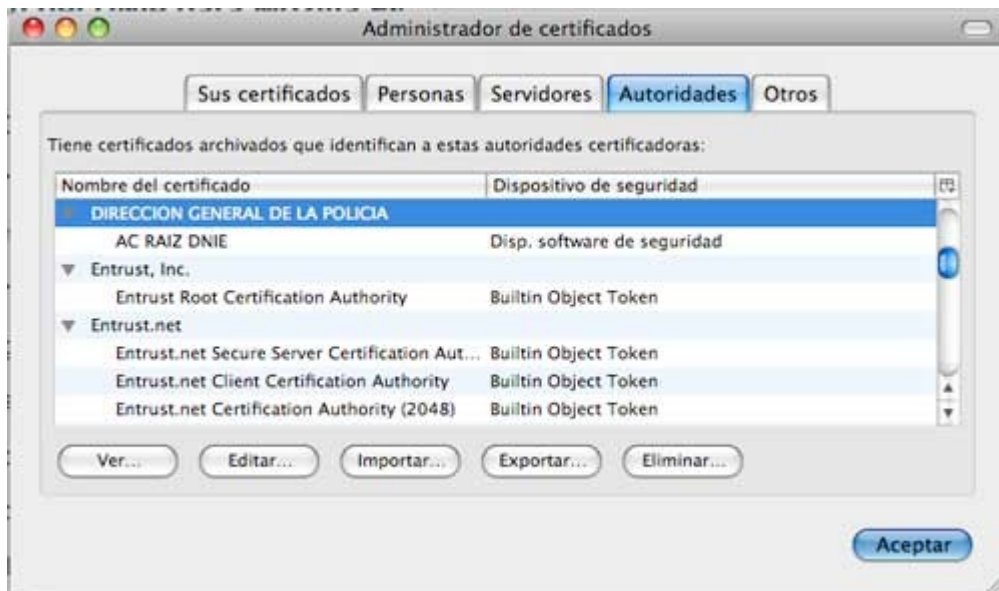 Administrador de certificados
Sus certificados Personas Servidores Autoridades Otros
Tiene certificados archivados que identifican a estas autoridades certificadoras:
Nombre del certificado Dispositivo de seguridad
DIRECCION GENERAL DE LA POLICIA
AC RAIZ DNIE Disp. software de seguridad
Entrust, Inc.
Entrust Root Certification Authority Builtin Object Token
Entrust.net
Entrust.net Secure Server Certification Aut... Builtin Object Token
Entrust.net Client Certification Authority Builtin Object Token
Entrust.net Certification Authority (2048) Builtin Object Token
Ver... Editar... Importar... Exportar... Eliminar...
Aceptar